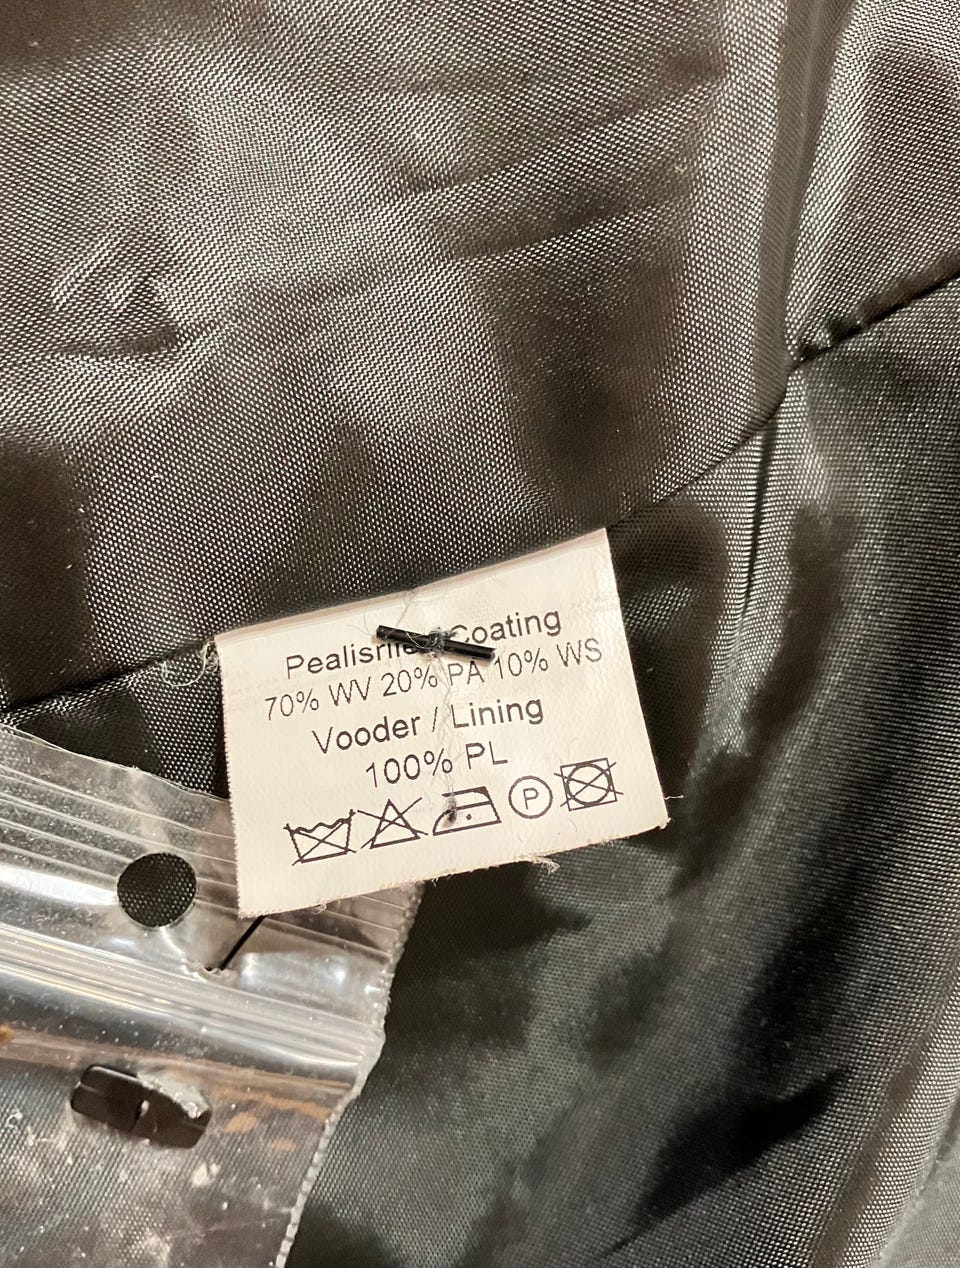 Coating
70% WV 20% PA 10% WS
Vooder / Lining
100% PL
P